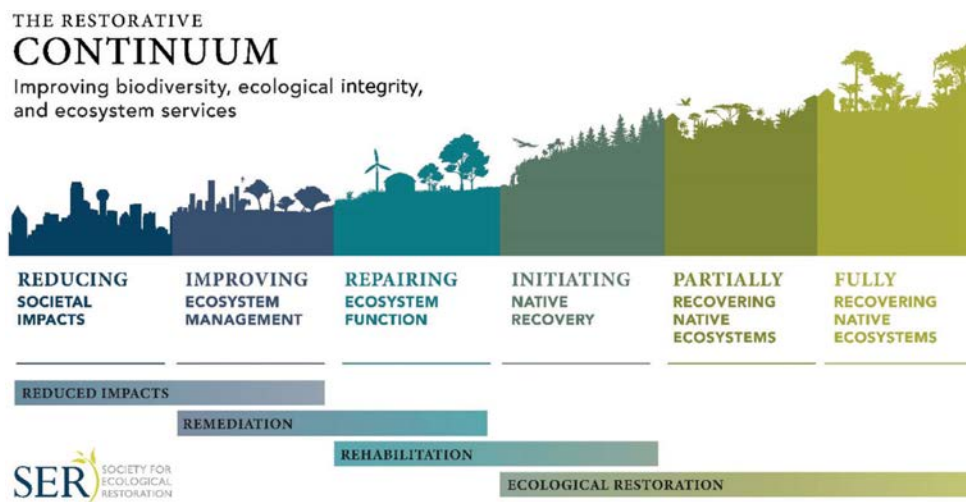 THE RESTORATIVE
CONTINUUM
Improving biodiversity, ecological integrity,
and ecosystem services
REDUCING
SOCIETAL
IMPACTS
IMPROVING
ECOSYSTEM
MANAGEMENT
REPAIRING
ECOSYSTEM
FUNCTION
INITIATING
NATIVE
RECOVERY
PARTIALLY
RECOVERING
NATIVE
ECOSYSTEMS
FULLY
RECOVERING
NATIVE
ECOSYSTEMS
REDUCED IMPACTS
REMEDIATION
REHABILITATION
ECOLOGICAL RESTORATION
SER
SOCIETY FOR
ECOLOGICAL
RESTORATION